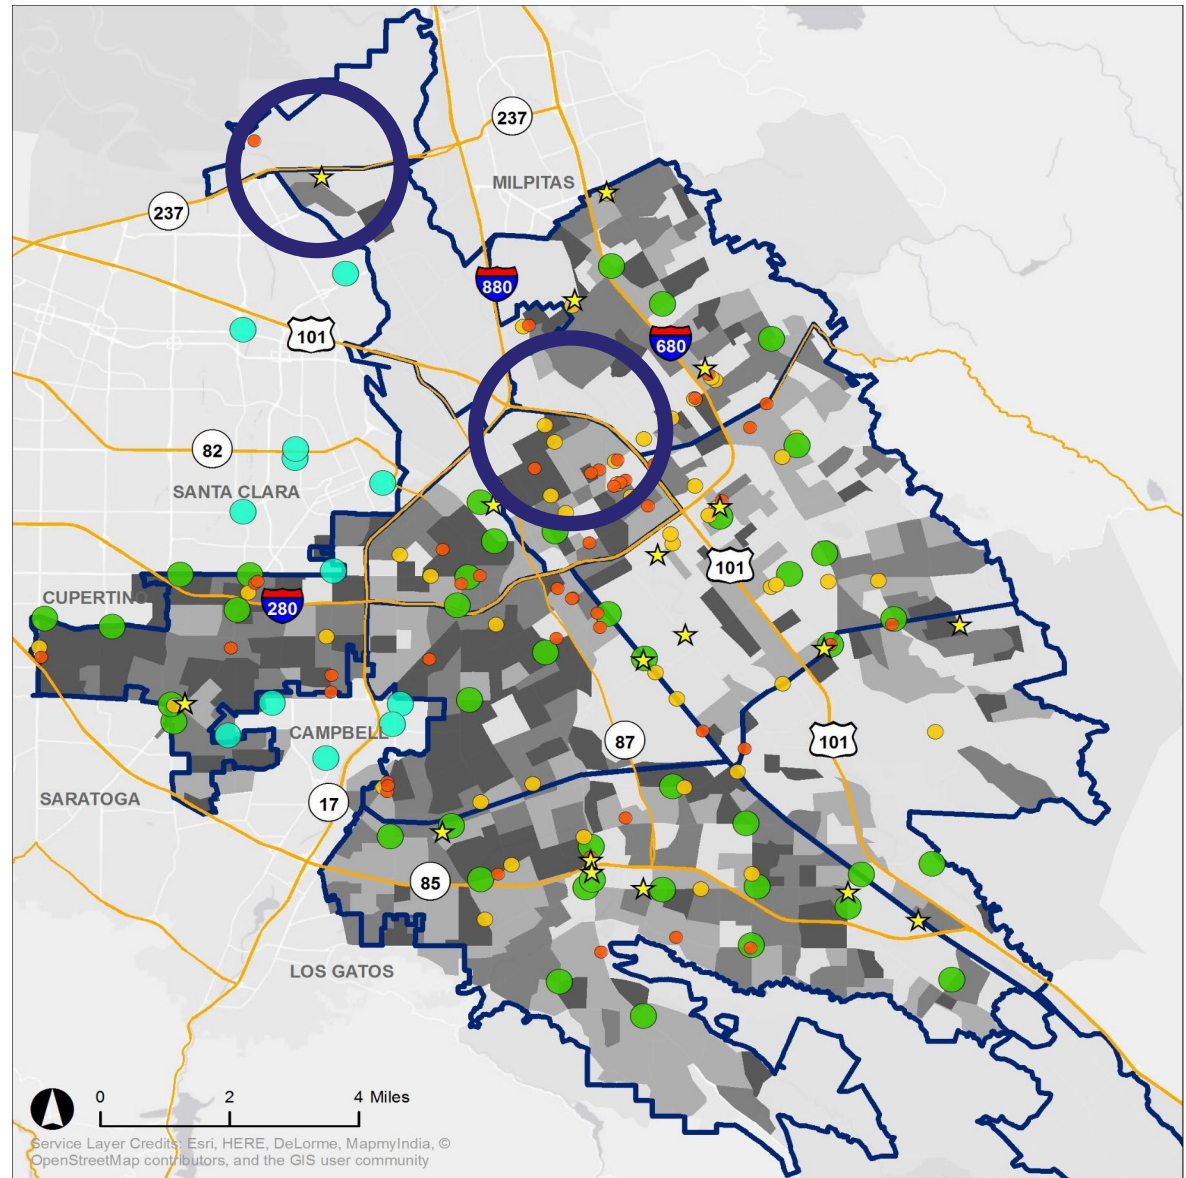 237
MILPITAS
237
880
101
680
82
SANTA CLARA
101
CUPERTINO
280
CAMPBELL
87
101
SARATOGA
17
85
LOS GATOS
0 2 4 Miles
Service Layer Credits: Esri, HERE, DeLorme, MapmyIndia, ©
OpenStreetMap contributors, and the GIS user community